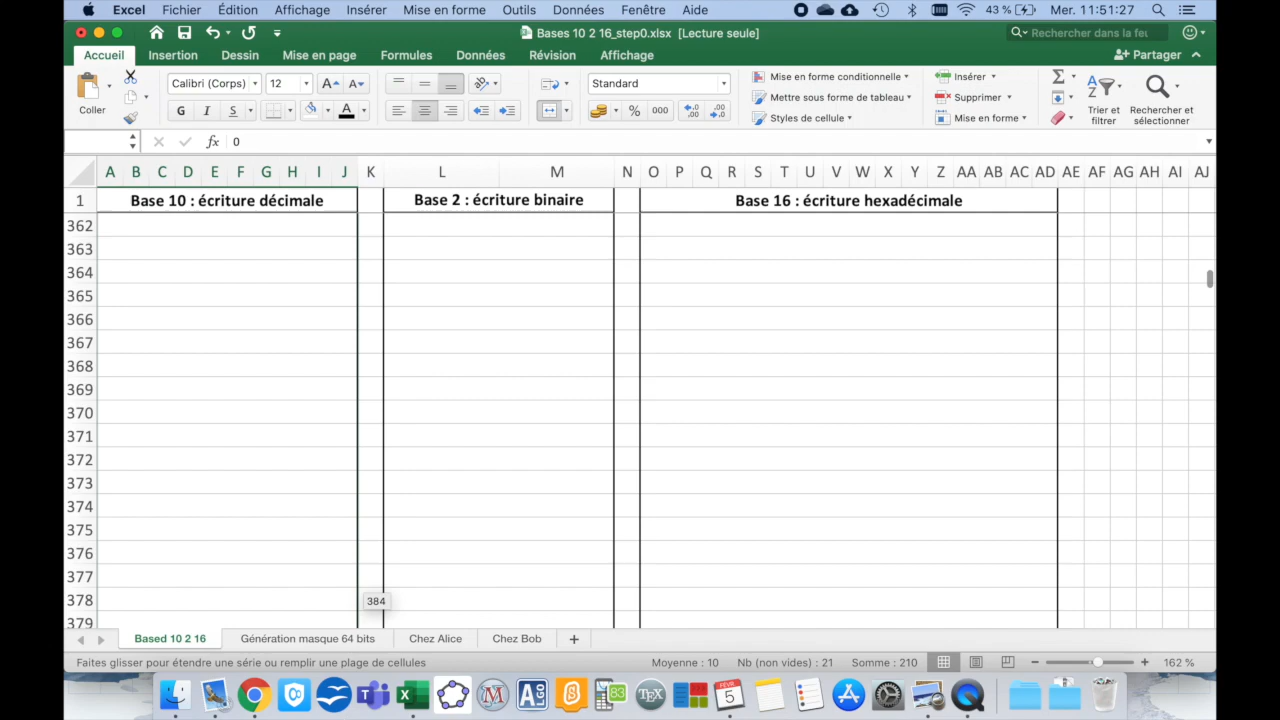 Excel Fichier Édition Affichage Insérer Mise en forme Outils Données Fenêtre Aide 43 % Mer. 11:51:27
Bases 10 2 16_step0.xlsx [Lecture seule] Rechercher dans la feu
Accueil Insertion Dessin Mise en page Formules Données Révision Affichage Partager
Coller Calibri (Corps) 12 A A Standard Mise en forme conditionnelle Insérer
Mettre sous forme de tableau Supprimer
G I S A % 000 Styles de cellule Mise en forme Trier et filtrer Rechercher et sélectionner
fx 0
A B C D E F G H I J K L M N O P Q R S T U V W X Y Z AA AB AC AD AE AF AG AH AI AJ
1 Base 10 : écriture décimale Base 2 : écriture binaire Base 16 : écriture hexadécimale
362
363
364
365
366
367
368
369
370
371
372
373
374
375
376
377
378
384
379
Based 10 2 16 Génération masque 64 bits Chez Alice Chez Bob
Faites glisser pour étendre une série ou remplir une plage de cellules Moyenne : 10 Nb (non vides) : 21 Somme : 210 162 %
FÉVR. 5